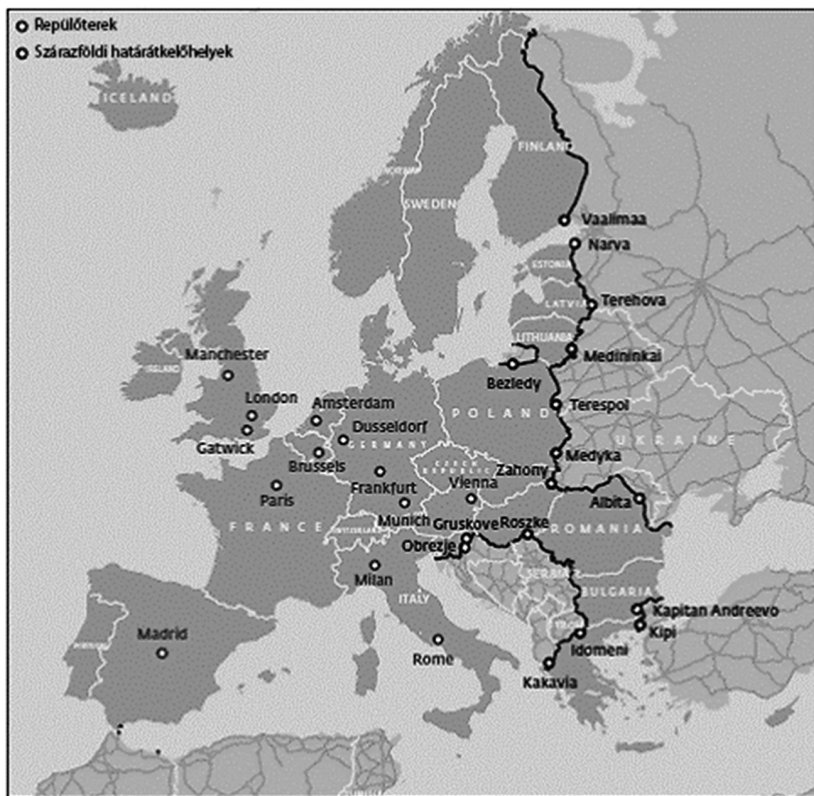 Repülőterek
Szárazföldi határátkelőhelyek
ICELAND
FINLAND
NORWAY
SWEDEN
Vaalimaa
Narva
ESTONIA
Terehova
LATVIA
LITHUANIA
Manchester
IRELAND
Medininkai
Bezledy
London
Amsterdam
Terespol
POLAND
Dusseldorf
UKRAINE
Gatwick
GERMANY
Brussels
Medyka
CZECH
REPUBLIC
Zahony
Paris
Frankfurt
Vienna
Albita
Munich
Gruskove
Roszke
FRANCE
SWITZERLAND
ROMANIA
Obrezje
Milan
SERBIA
ITALY
BULGARIA
Kapitan Andreevo
Madrid
PORTUGAL
Kipi
Rome
Idomeni
Kakavia